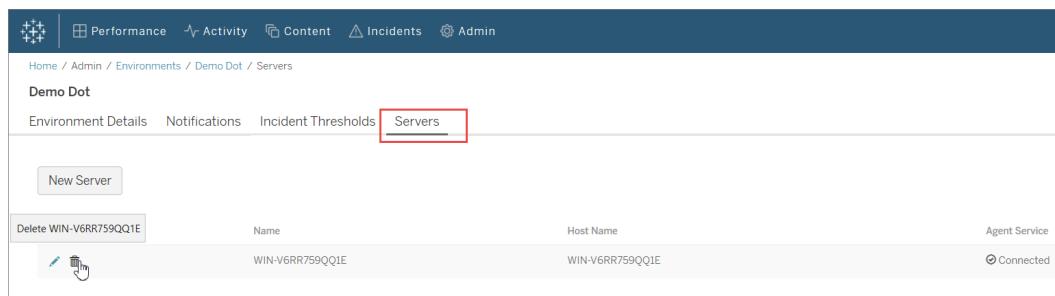 Performance Activity Content Incidents Admin
Home / Admin / Environments / Demo Dot / Servers
Demo Dot
Environment Details Notifications Incident Thresholds Servers
New Server
Delete WIN-V6RR759QQ1E
Name Host Name Agent Service
WIN-V6RR759QQ1E WIN-V6RR759QQ1E Connected